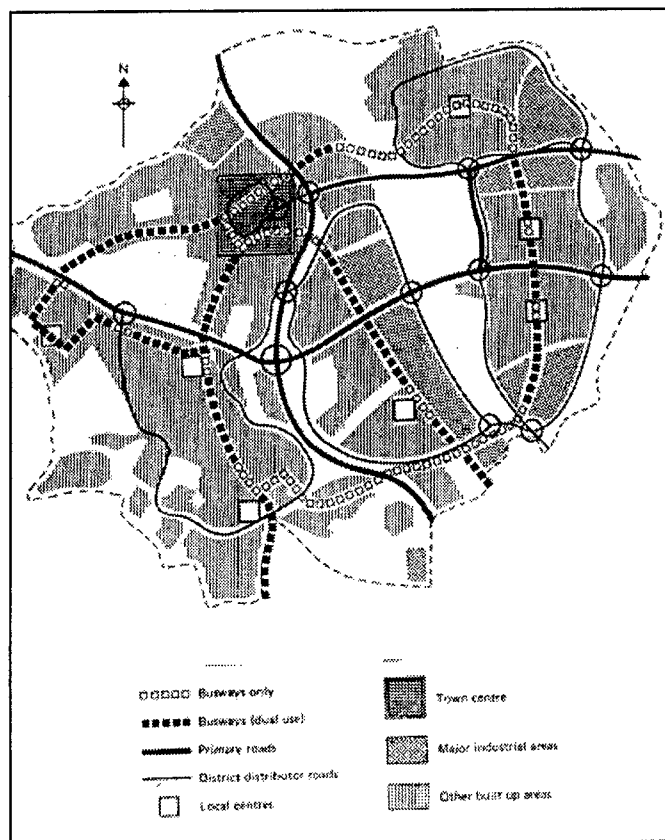 N
Busways only
Busways (dual use)
Primary roads
District distributor roads
Local centres
Town centre
Major industrial areas
Other built up areas